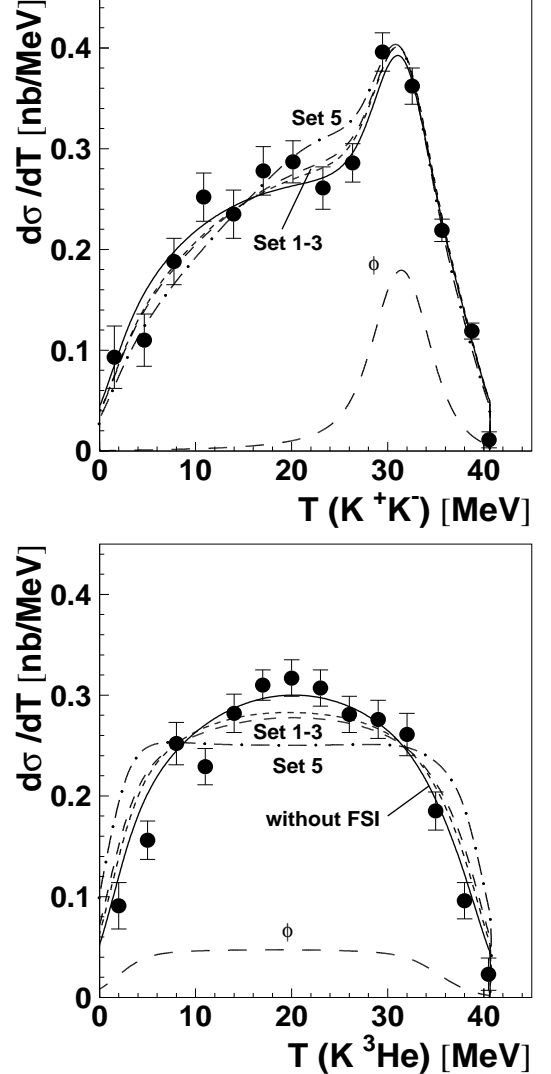 dσ/dT [nb/MeV]
0.4
0.3
0.2
0.1
0
Set 5
Set 1-3
ϕ
0 10 20 30 40
T (K⁺K⁻) [MeV]
dσ/dT [nb/MeV]
0.4
0.3
0.2
0.1
0
Set 1-3
Set 5
without FSI
ϕ
0 10 20 30 40
T (K ³He) [MeV]